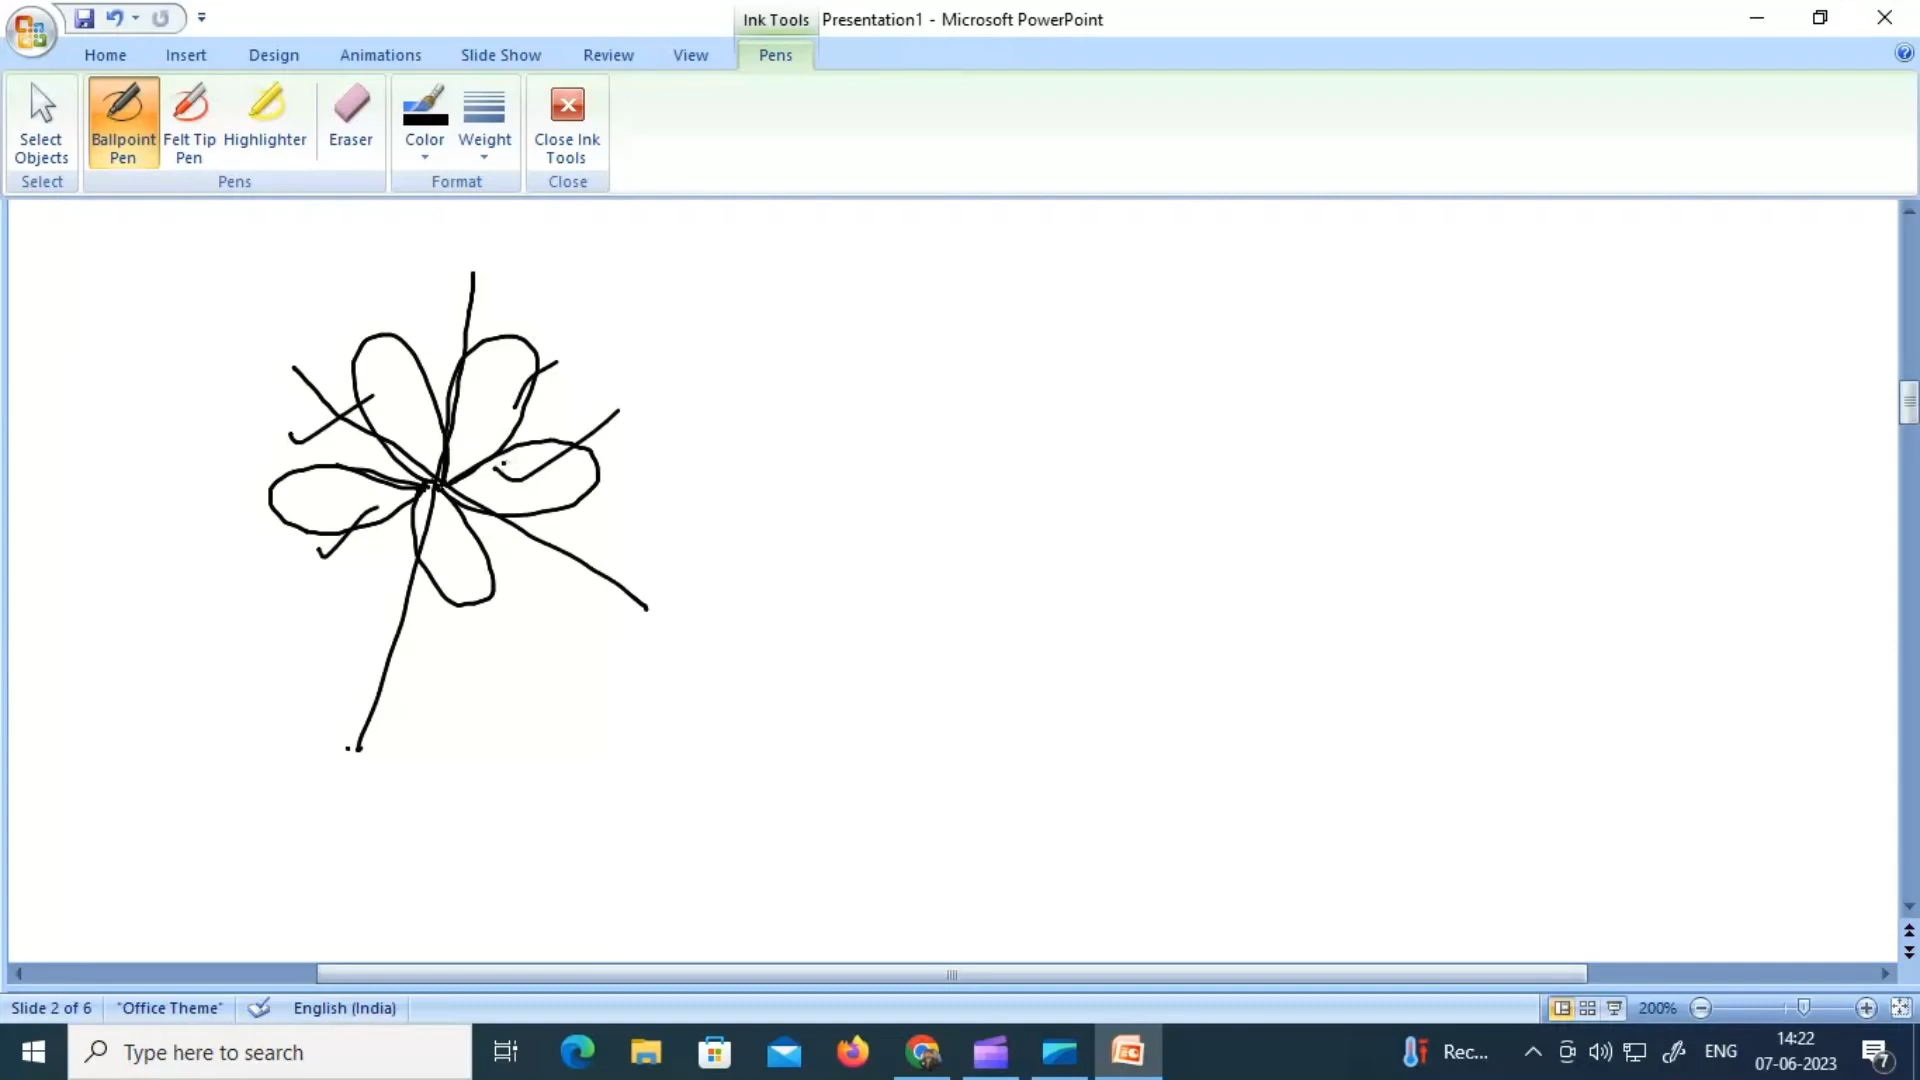 Ink Tools Presentation1 - Microsoft PowerPoint
Home Insert Design Animations Slide Show Review View Pens
Select Objects
Ballpoint Pen
Felt Tip Pen
Highlighter
Eraser
Color
Weight
Close Ink Tools
Select Pens Format Close
Slide 2 of 6 "Office Theme" English (India) 200%
Type here to search
Rec... ENG
14:22
07-06-2023
7